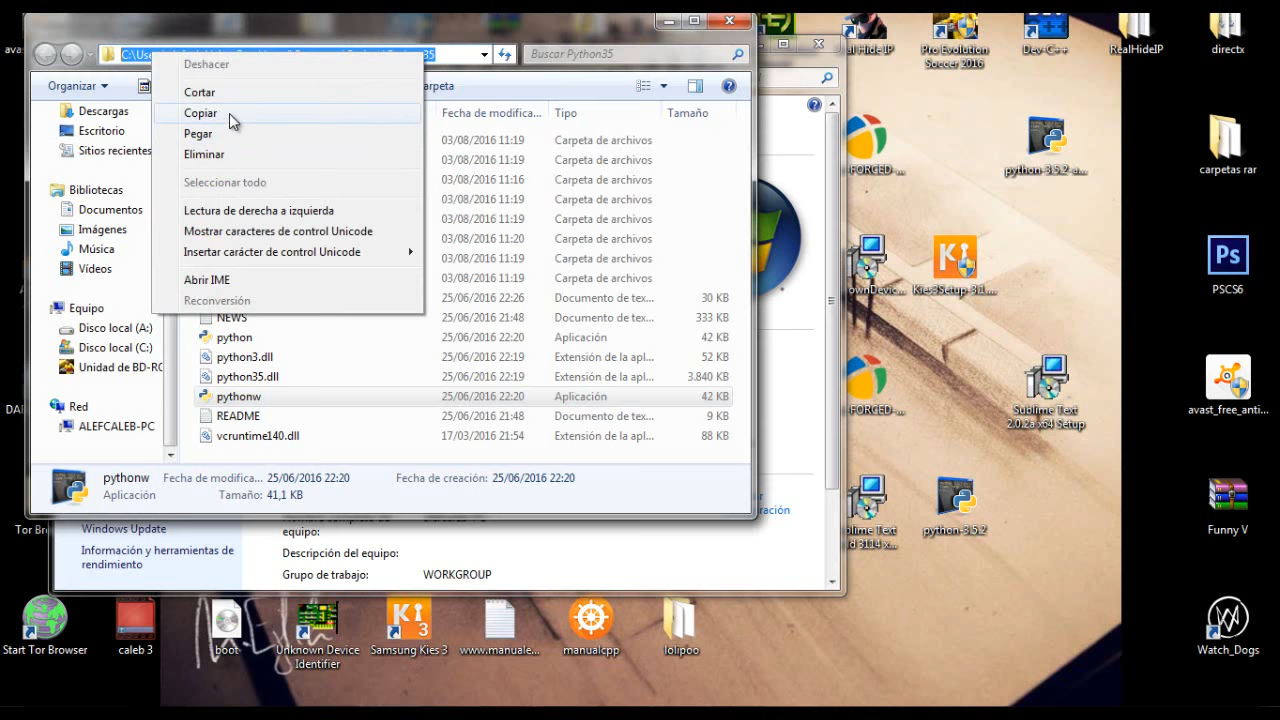 al Hide IP
Pro Evolution
Soccer 2016
Dev-C++
RealHideIP
directx
35
Buscar Python35
Organizar
Deshacer
Cortar
Copiar
Pegar
Eliminar
Seleccionar todo
Lectura de derecha a izquierda
Mostrar caracteres de control Unicode
Insertar carácter de control Unicode
Abrir IME
Reconversión
Descargas
Escritorio
Sitios recientes
Bibliotecas
Documentos
Imágenes
Música
Vídeos
Equipo
Disco local (A:)
Disco local (C:)
Unidad de BD-RO
Red
ALEFCALEB-PC
Fecha de modifica...
Tipo
Tamaño
03/08/2016 11:19
Carpeta de archivos
03/08/2016 11:19
Carpeta de archivos
03/08/2016 11:16
Carpeta de archivos
03/08/2016 11:19
Carpeta de archivos
03/08/2016 11:19
Carpeta de archivos
03/08/2016 11:20
Carpeta de archivos
03/08/2016 11:19
Carpeta de archivos
03/08/2016 11:19
Carpeta de archivos
25/06/2016 22:26
Documento de tex...
30 KB
NEWS
25/06/2016 21:48
Documento de tex...
333 KB
python
25/06/2016 22:20
Aplicación
42 KB
python3.dll
25/06/2016 22:19
Extensión de la apl...
52 KB
python35.dll
25/06/2016 22:19
Extensión de la apl...
3.840 KB
pythonw
25/06/2016 22:20
Aplicación
42 KB
README
25/06/2016 21:48
Documento de tex...
9 KB
vcruntime140.dll
17/03/2016 21:54
Extensión de la apl...
88 KB
pythonw
Fecha de modifica... 25/06/2016 22:20
Fecha de creación: 25/06/2016 22:20
Aplicación
Tamaño: 41,1 KB
Windows Update
Información y herramientas de
rendimiento
equipo:
Descripción del equipo:
Grupo de trabajo:
WORKGROUP
-FORCED-...
python-3.5.2-a...
carpetas rar
Kies3Setup-3.1....
Ps
PSCS6
-FORCED-...
Sublime Text
2.0.2a x64 Setup
avast_free_anti...
python-3.5.2
Funny V
Start Tor Browser
caleb 3
boot
Unknown Device
Identifier
Samsung Kies 3
www.manuale...
manualcpp
lolipoo
Watch_Dogs